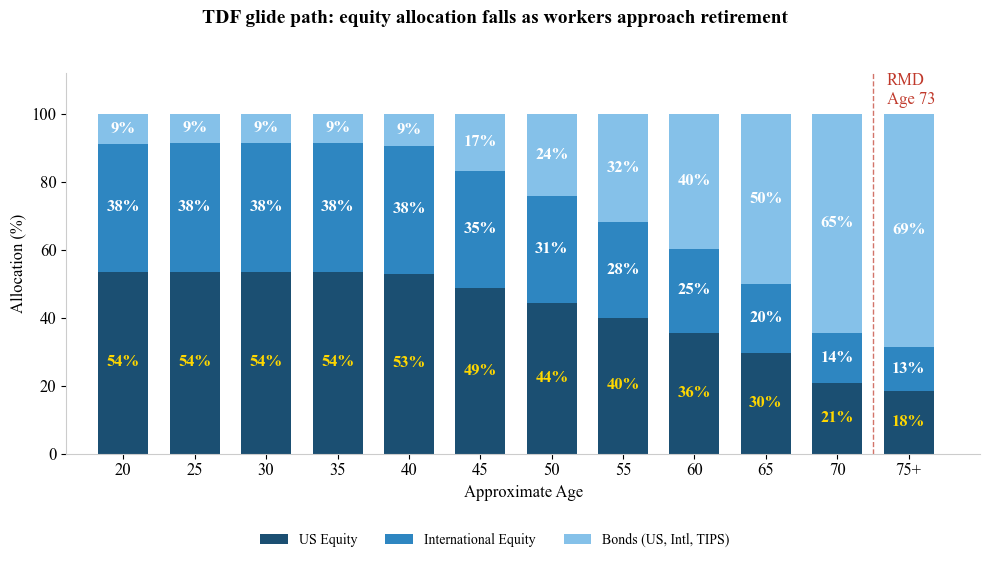 TDF glide path: equity allocation falls as workers approach retirement
RMD
Age 73
Allocation (%)
100
80
60
40
20
0
9% 9% 9% 9% 9% 17% 24% 32% 40% 50% 65% 69%
38% 38% 38% 38% 38% 35% 31% 28% 25% 20% 14% 13%
54% 54% 54% 54% 53% 49% 44% 40% 36% 30% 21% 18%
20 25 30 35 40 45 50 55 60 65 70 75+
Approximate Age
US Equity International Equity Bonds (US, Intl, TIPS)